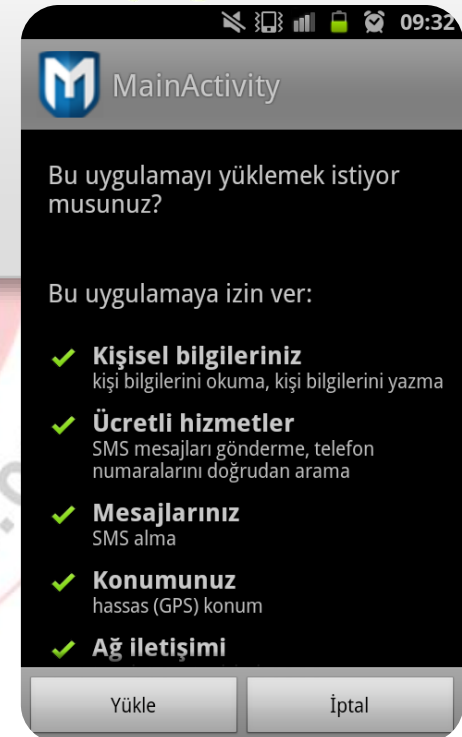 09:32
MainActivity
Bu uygulamayı yüklemek istiyor
musunuz?
Bu uygulamaya izin ver:
Kişisel bilgileriniz
kişi bilgilerini okuma, kişi bilgilerini yazma
Ücretli hizmetler
SMS mesajları gönderme, telefon
numaralarını doğrudan arama
Mesajlarınız
SMS alma
Konumunuz
hassas (GPS) konum
Ağ iletişimi
Yükle
İptal